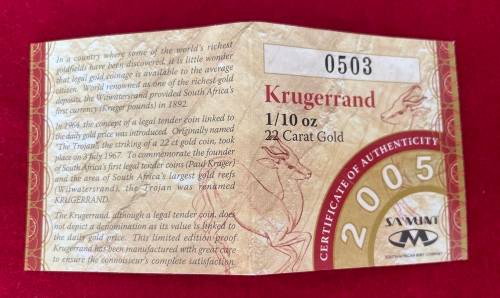 In a country where some of the world's richest
goldfields have been discovered, it is little wonder
that legal gold coinage is available to the average
citizen. World renowned as one of the richest gold
deposits, the Watwatersrand provided South Africa's
first currency (Kruger pounds) in 1892.
In 1964, the concept of a legal tender coin linked to
the daily gold price was introduced. Originally named
'The Trojan', the striking of a 22 ct gold coin, took
place on 3 July 1967. To commemorate the founder
of South Africa's first legal tender coins (Paul Kruger)
and the area of South Africa's largest gold reefs
(Witwatersrand), the Trojan was renamed
KRUGERRAND.
The Krugerrand, although a legal tender coin, does
not depict a denomination as its value is linked to
the daily gold price. This limited edition proof
Krugerrand has been manufactured with great care
to ensure the connoisseur's complete satisfaction.
0503
Krugerrand
1/10 oz
22 Carat Gold
CERTIFICATE OF AUTHENTICITY
2005
SA MINT
SOUTH AFRICAN MINT COMPANY